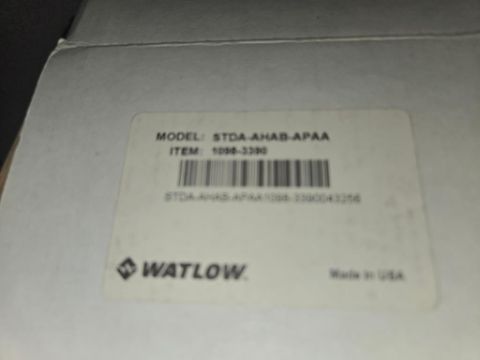 MODEL: STDA-AHAB-APAA
ITEM: 1098-3390
STDA-AHAB-APAA1098-3390043256
WATLOW.
Made in USA